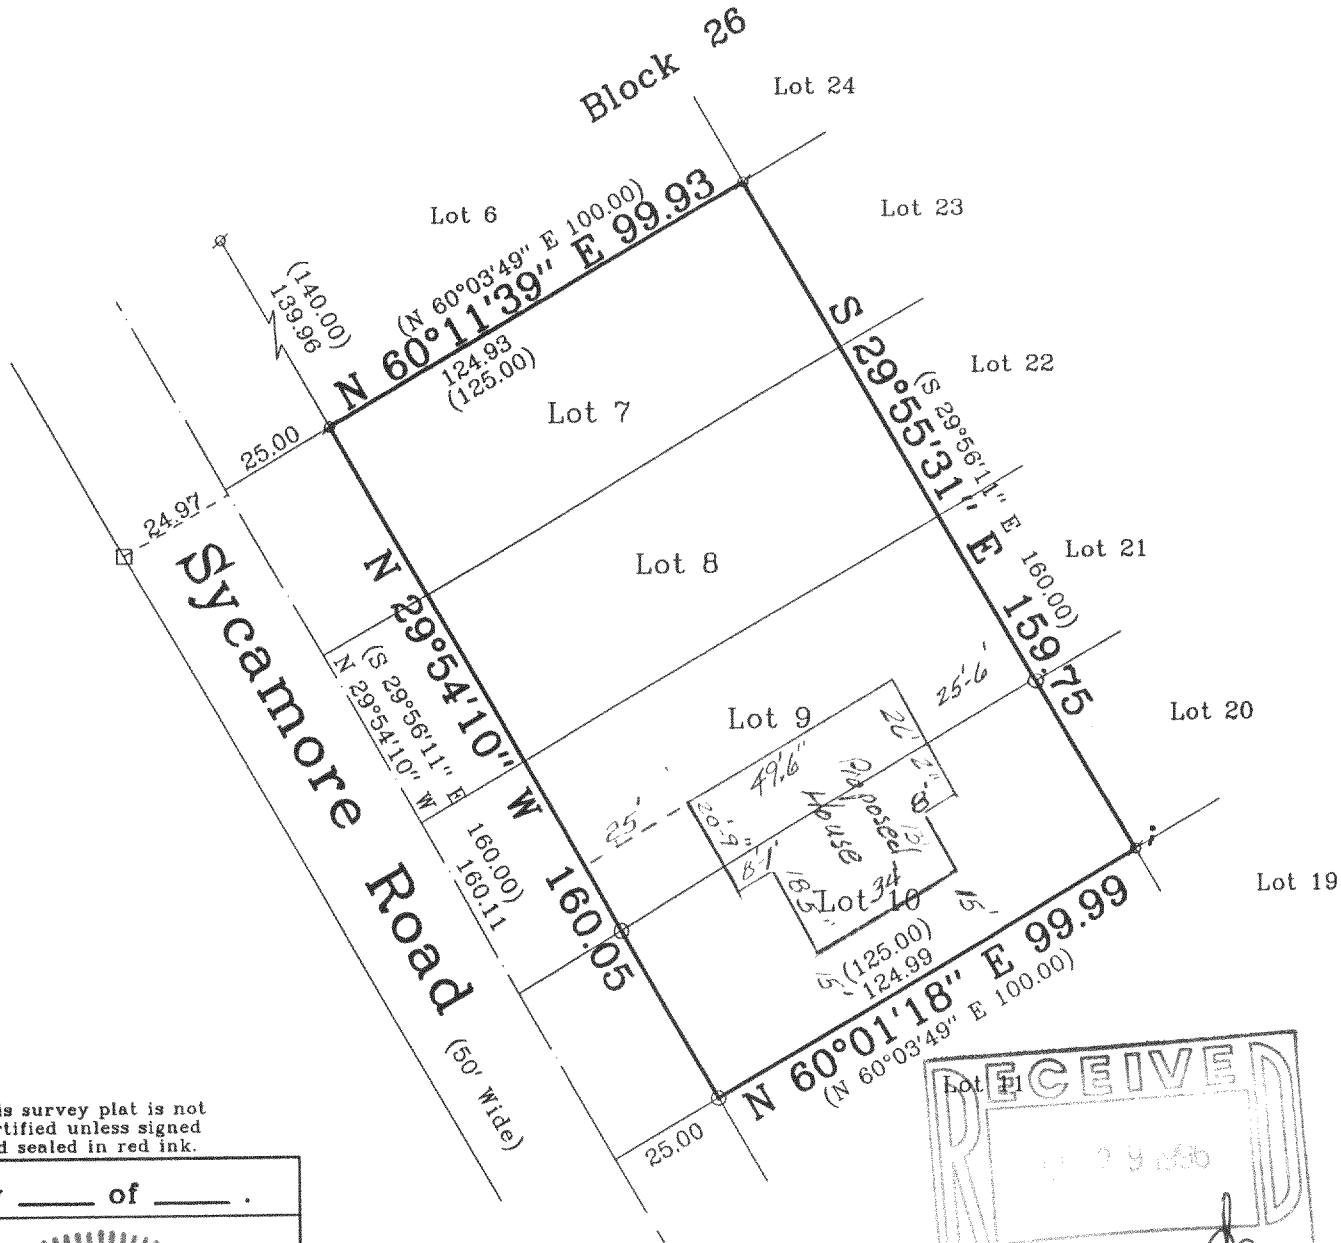 Block 26
Lot 24
Lot 6
Lot 23
(N 60°03'49" E 100.00)
N 60°11'39" E 99.93
124.93
(125.00)
(140.00)
139.96
25.00
24.97
Lot 7
Lot 22
S 29°55'31" E 159.75
(S 29°56'11" E 160.00)
Lot 8
Lot 21
N 29°54'10" W 160.05
(S 29°56'11" E 160.00)
N 29°54'10" W 160.11
Sycamore Road (50' Wide)
Lot 9
25'-6'
Lot 20
49'6"
Proposed
House
25'
20'-9"
8'-1'
2"
8'
34
Lot 10
15'
15'
Lot 19
(125.00)
124.99
N 60°01'18" E 99.99
(N 60°03'49" E 100.00)
25.00
Lot 11
RECEIVED
is survey plat is not
rtified unless signed
d sealed in red ink.
of .